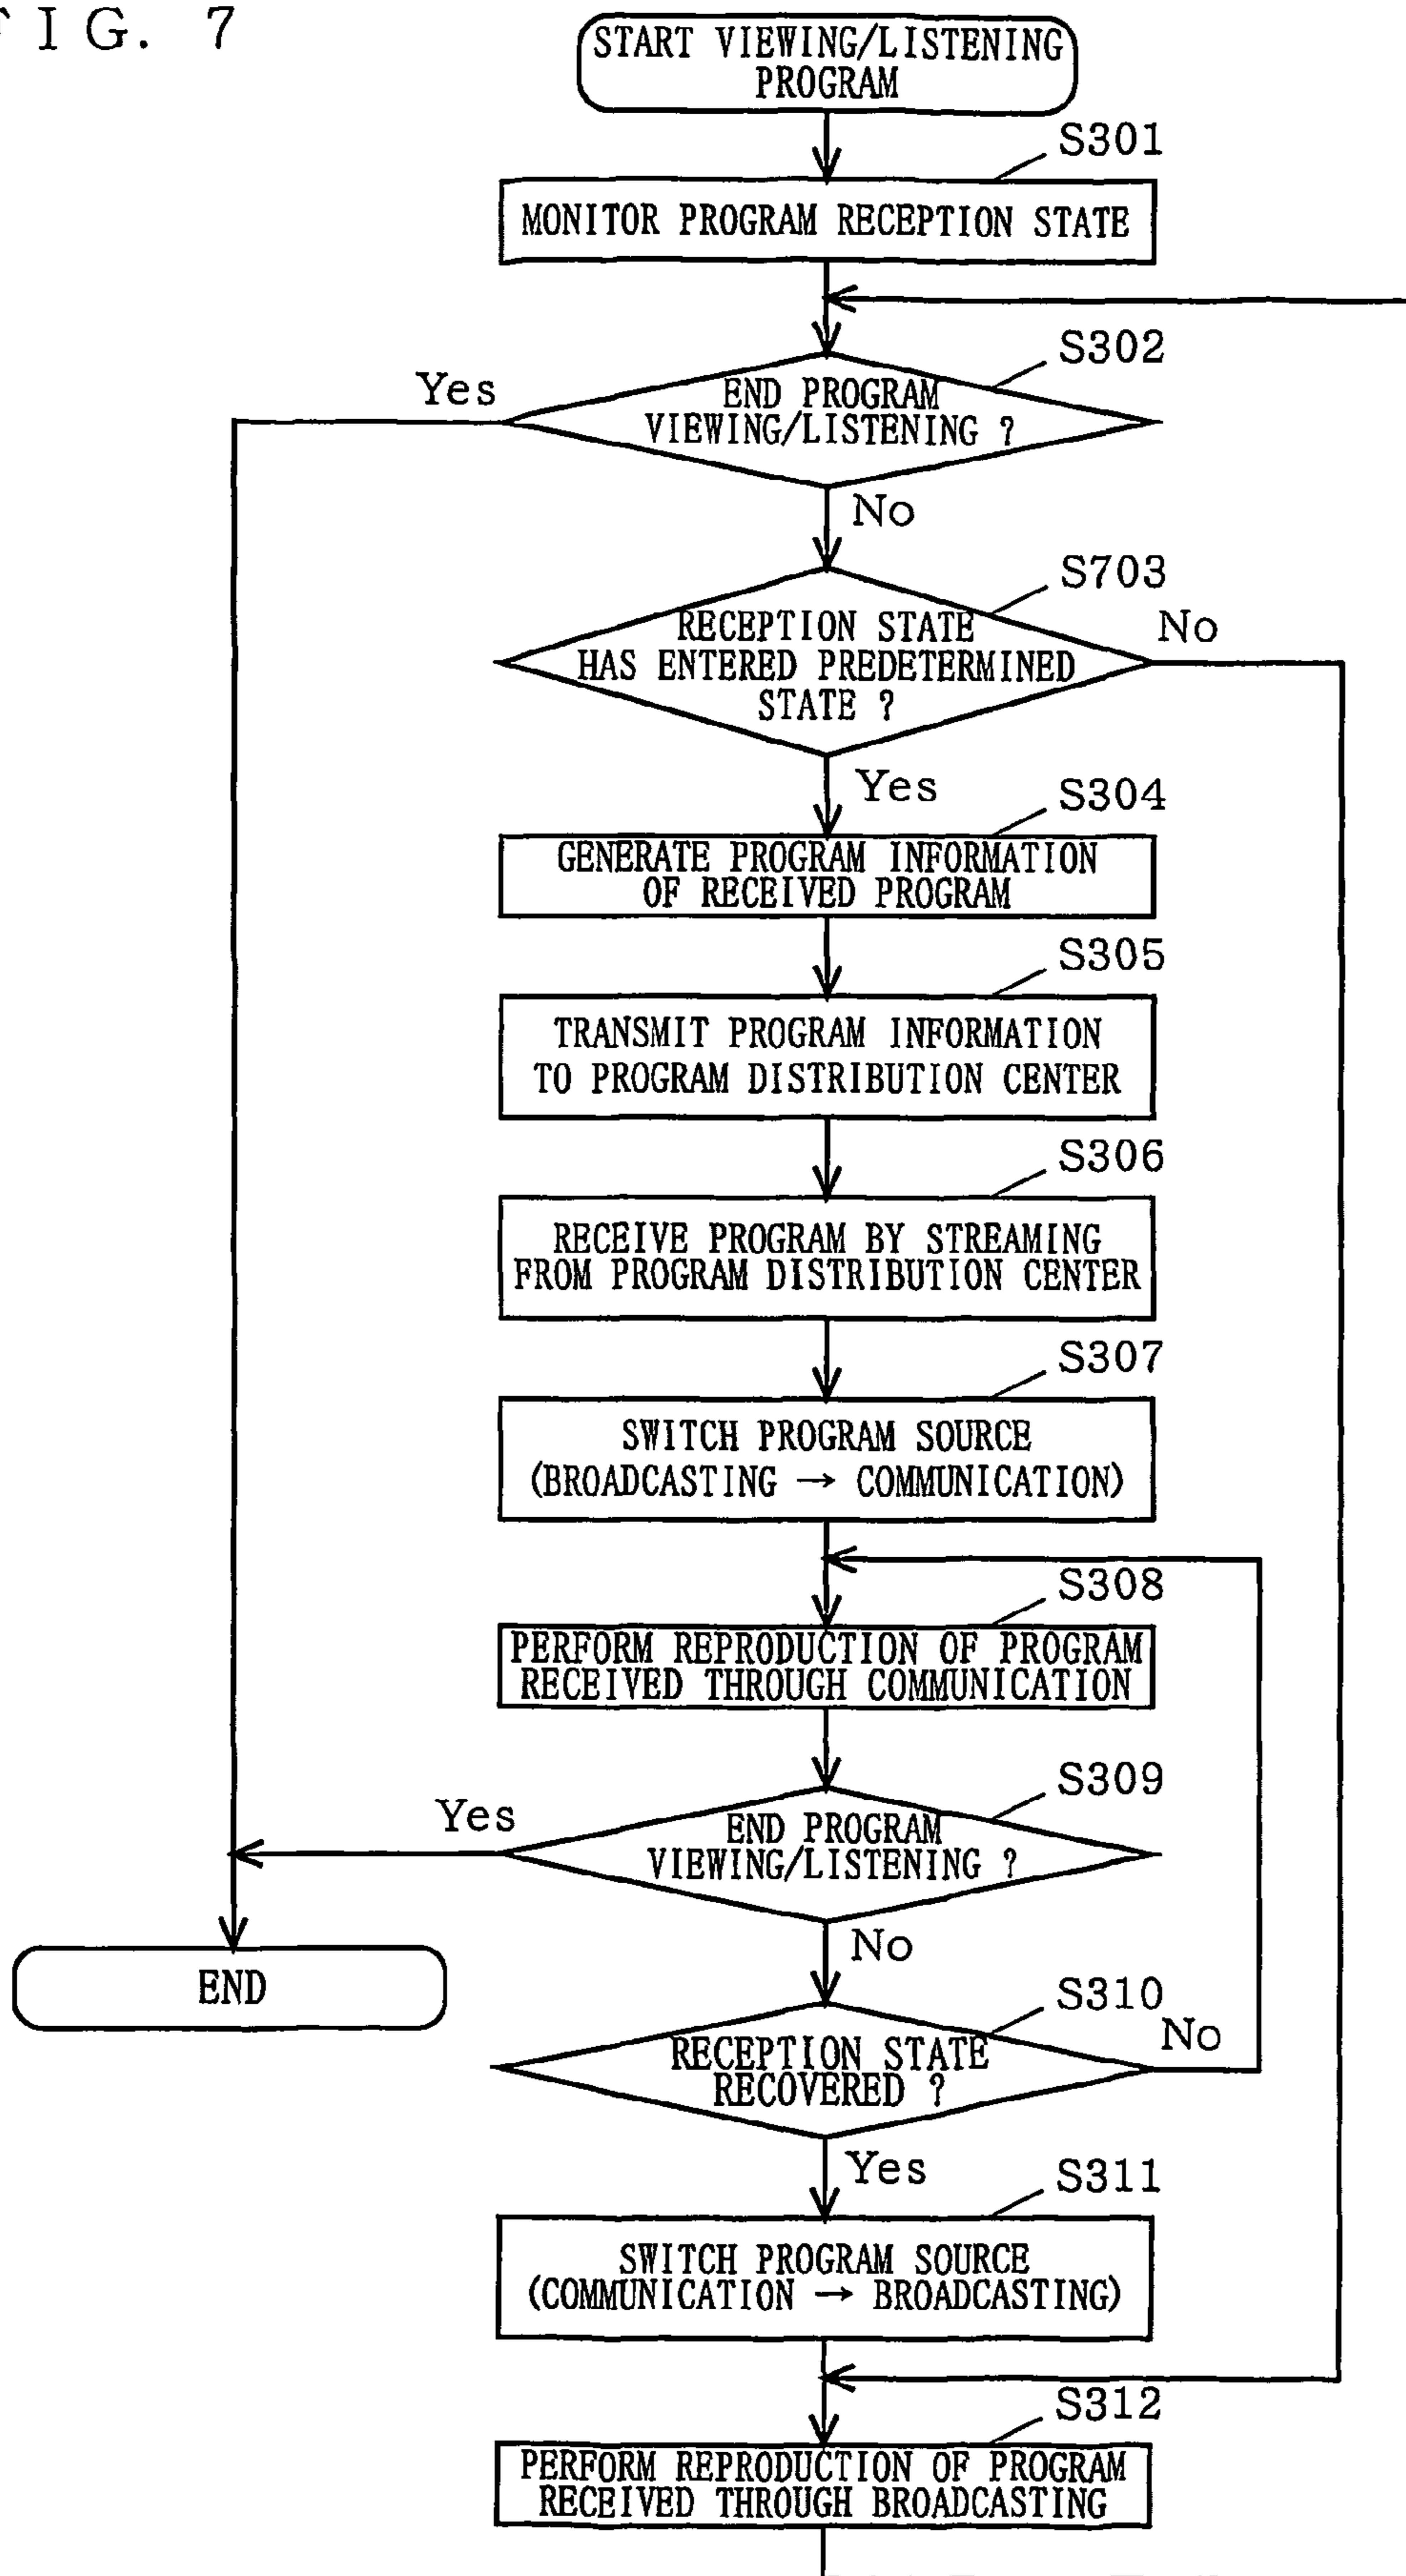 FIG. 7
START VIEWING/LISTENING
PROGRAM
S301
MONITOR PROGRAM RECEPTION STATE
S302
Yes
END PROGRAM
VIEWING/LISTENING ?
No
S703
RECEPTION STATE
HAS ENTERED PREDETERMINED
STATE ?
No
Yes
S304
GENERATE PROGRAM INFORMATION
OF RECEIVED PROGRAM
S305
TRANSMIT PROGRAM INFORMATION
TO PROGRAM DISTRIBUTION CENTER
S306
RECEIVE PROGRAM BY STREAMING
FROM PROGRAM DISTRIBUTION CENTER
S307
SWITCH PROGRAM SOURCE
(BROADCASTING → COMMUNICATION)
S308
PERFORM REPRODUCTION OF PROGRAM
RECEIVED THROUGH COMMUNICATION
S309
Yes
END PROGRAM
VIEWING/LISTENING ?
No
END
S310
No
RECEPTION STATE
RECOVERED ?
Yes
S311
SWITCH PROGRAM SOURCE
(COMMUNICATION → BROADCASTING)
S312
PERFORM REPRODUCTION OF PROGRAM
RECEIVED THROUGH BROADCASTING